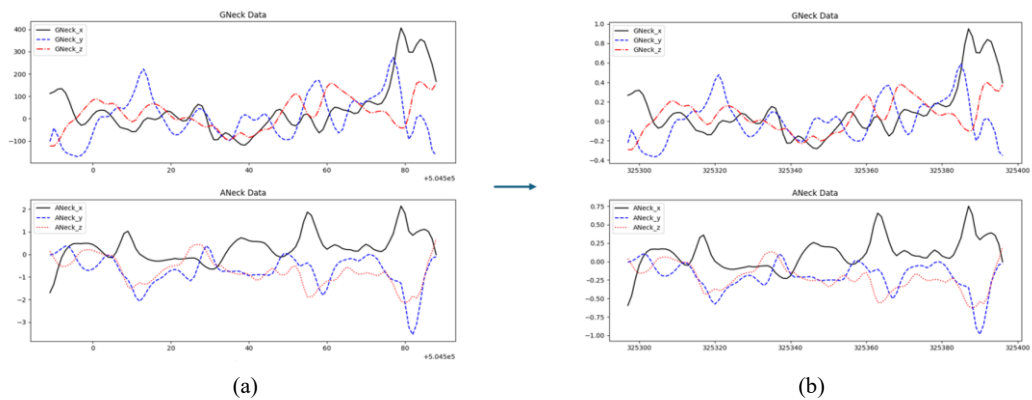 GNeck Data
GNeck_x
GNeck_y
GNeck_z
400
300
200
100
0
−100
0
20
40
60
80
+5.045e5
ANeck Data
ANeck_x
ANeck_y
ANeck_z
2
1
0
−1
−2
−3
0
20
40
60
80
+5.045e5
(a)
GNeck Data
GNeck_x
GNeck_y
GNeck_z
1.0
0.8
0.6
0.4
0.2
0.0
−0.2
−0.4
325300
325320
325340
325360
325380
325400
ANeck Data
ANeck_x
ANeck_y
ANeck_z
0.75
0.50
0.25
0.00
−0.25
−0.50
−0.75
−1.00
325300
325320
325340
325360
325380
325400
(b)